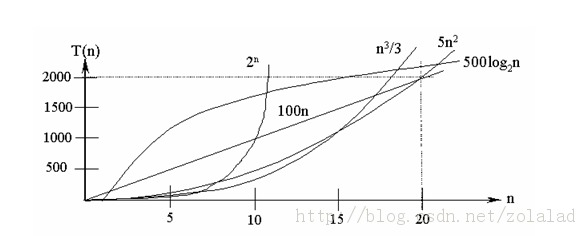 T(n)
2ⁿ
n³/3
5n²
500log₂n
2000
1500
100n
1000
500
5
10
15
20
n
http://blog.csdn.net/zolalad